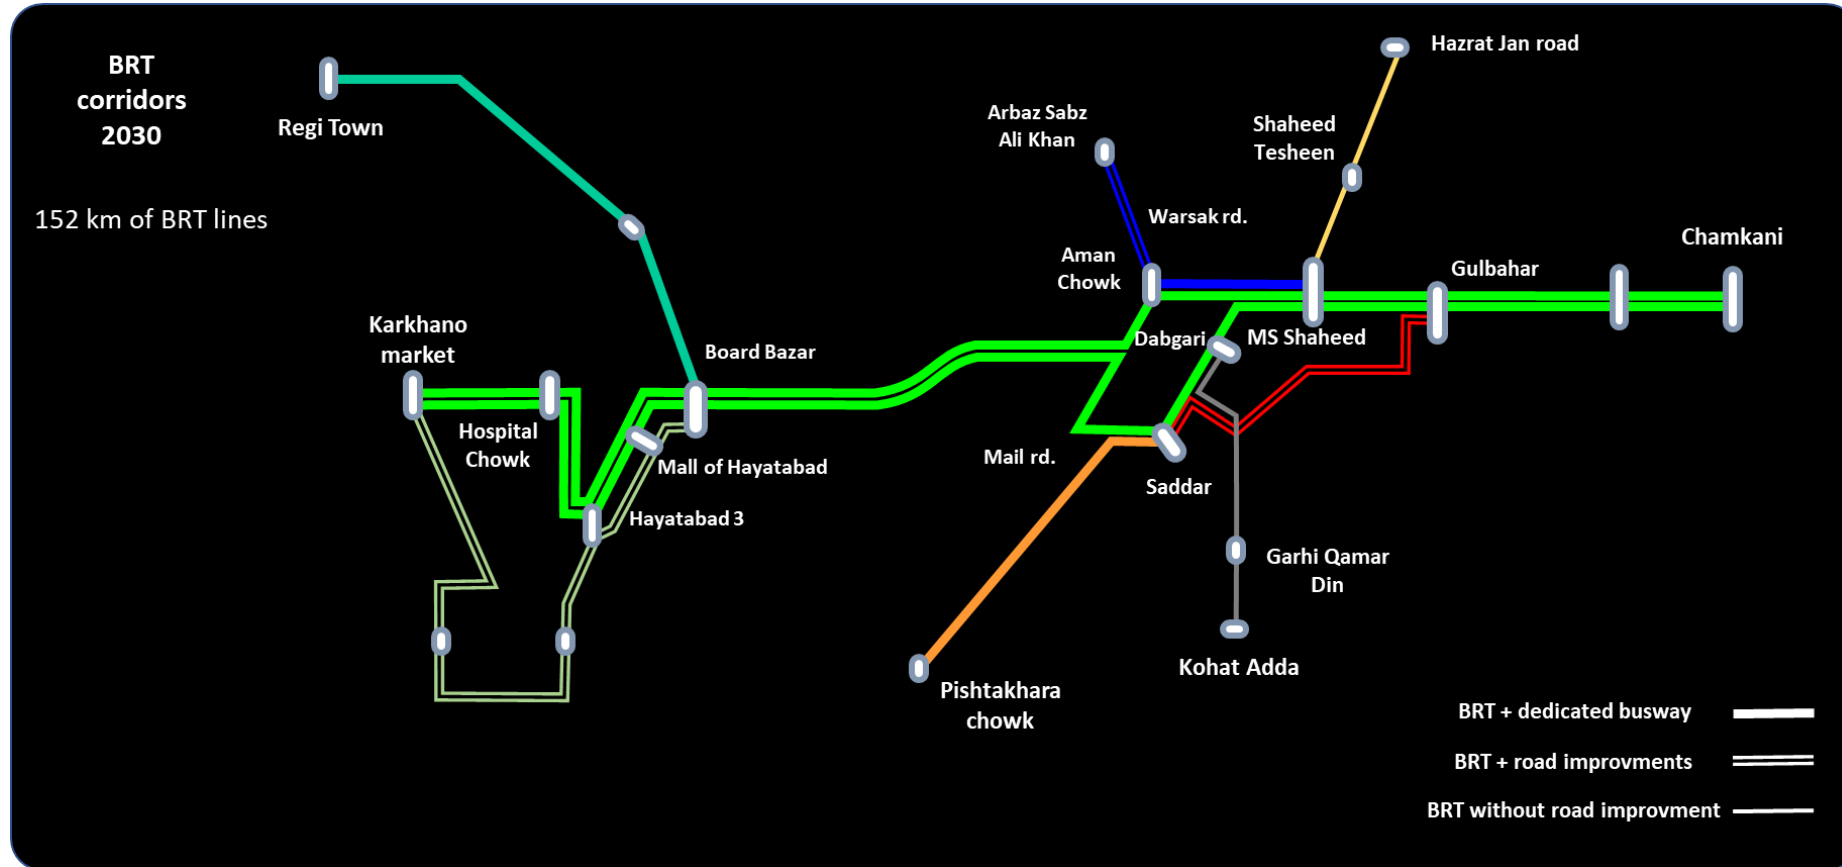 BRT
corridors
2030
152 km of BRT lines
Regi Town
Karkhano
market
Hospital
Chowk
Board Bazar
Mall of Hayatabad
Hayatabad 3
Arbaz Sabz
Ali Khan
Warsak rd.
Aman
Chowk
Shaheed
Tesheen
Hazrat Jan road
Gulbahar
Chamkani
Dabgari
MS Shaheed
Mail rd.
Saddar
Garhi Qamar
Din
Kohat Adda
Pishtakhara
chowk
BRT + dedicated busway
BRT + road improvments
BRT without road improvment